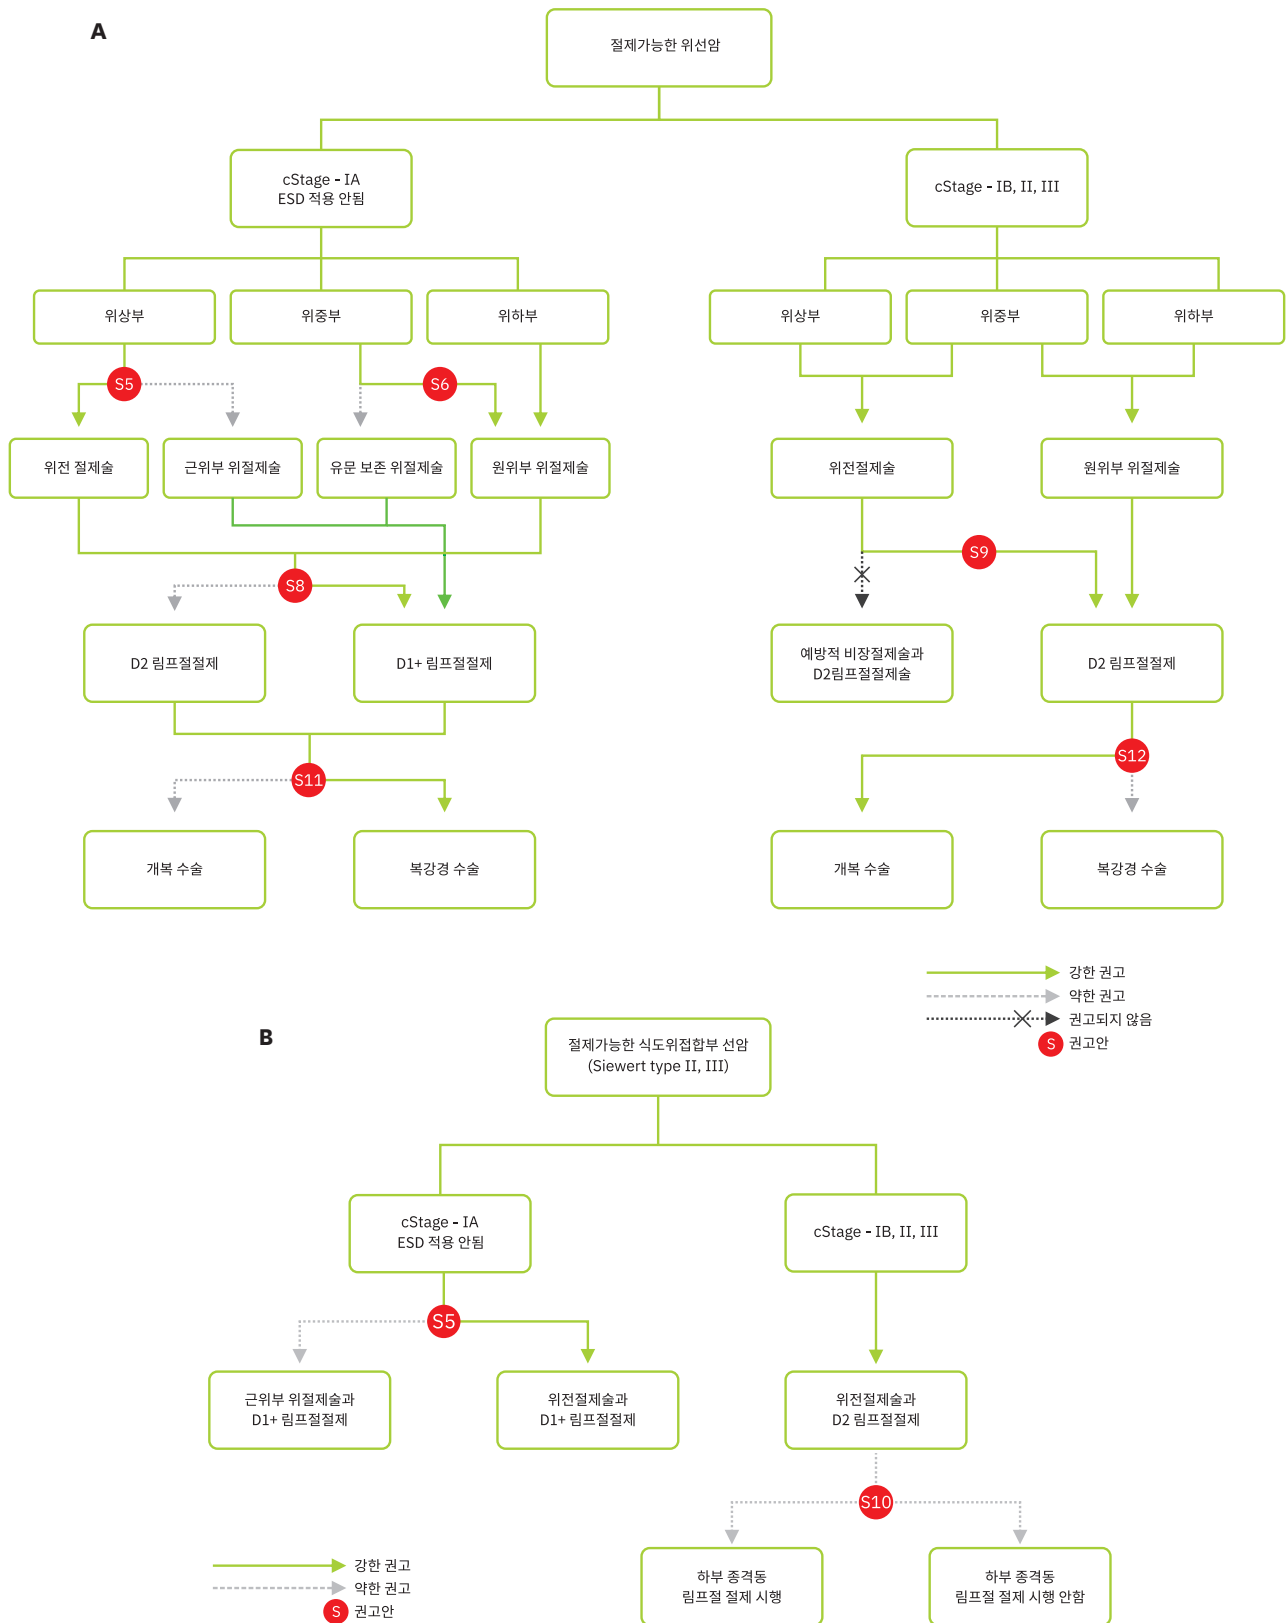 A
절제가능한 위선암
cStage - IA
ESD 적용 안됨
cStage - IB, II, III
위상부
위중부
위하부
위상부
위중부
위하부
S5
S6
위전 절제술
근위부 위절제술
유문 보존 위절제술
원위부 위절제술
위전절제술
원위부 위절제술
S9
S8
D2 림프절절제
D1+ 림프절절제
예방적 비장절제술과
D2림프절절제술
D2 림프절절제
S12
S11
개복 수술
복강경 수술
개복 수술
복강경 수술
강한 권고
약한 권고
권고되지 않음
S 권고안
B
절제가능한 식도위접합부 선암
(Siewert type II, III)
cStage - IA
ESD 적용 안됨
cStage - IB, II, III
S5
근위부 위절제술과
D1+ 림프절절제
위전절제술과
D1+ 림프절절제
위전절제술과
D2 림프절절제
S10
하부 종격동
림프절 절제 시행
하부 종격동
림프절 절제 시행 안함
강한 권고
약한 권고
S 권고안